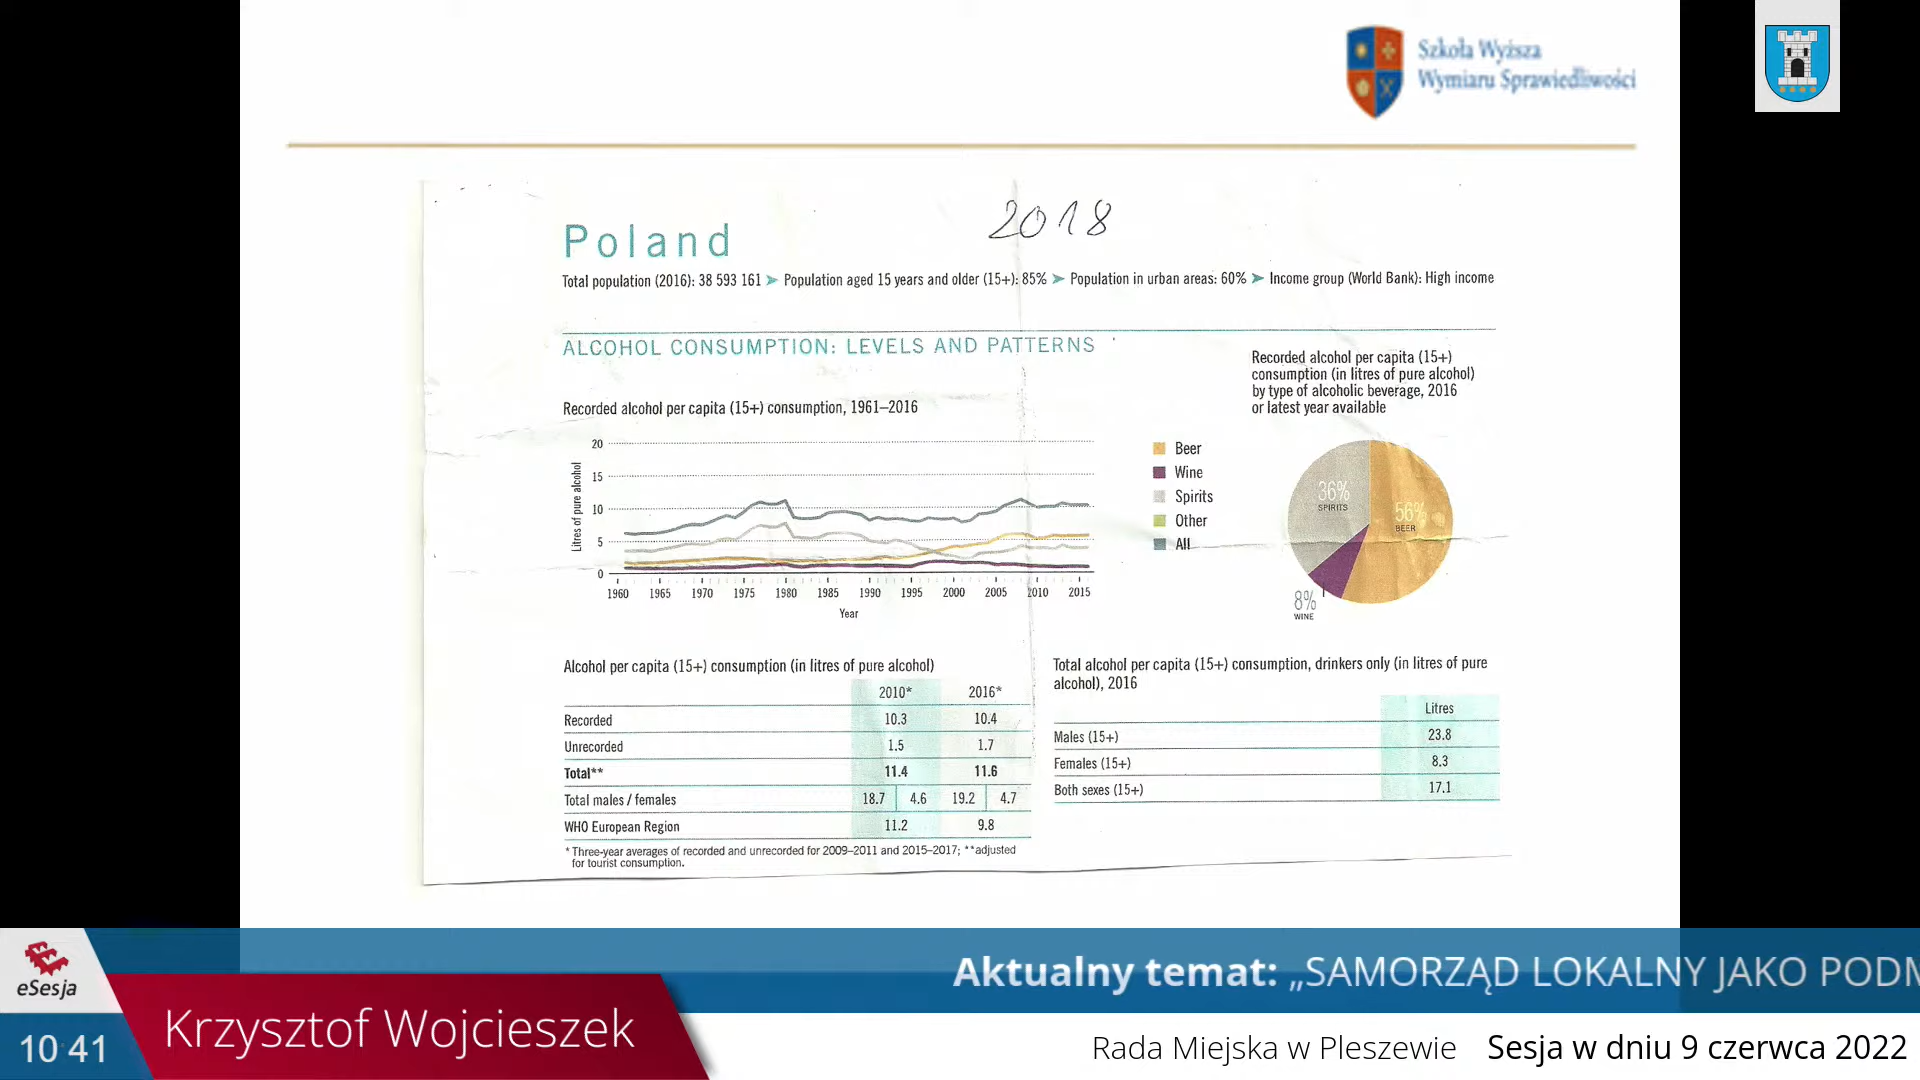 Szkoła Wyższa
Wymiaru Sprawiedliwości
Poland
2018
Total population (2016): 38 593 161 ➤ Population aged 15 years and older (15+): 85% ➤ Population in urban areas: 60% ➤ Income group (World Bank): High income
ALCOHOL CONSUMPTION: LEVELS AND PATTERNS
Recorded alcohol per capita (15+) consumption, 1961–2016
20
15
10
5
0
Litres of pure alcohol
1960 1965 1970 1975 1980 1985 1990 1995 2000 2005 2010 2015
Year
Beer
Wine
Spirits
Other
All
Recorded alcohol per capita (15+)
consumption (in litres of pure alcohol)
by type of alcoholic beverage, 2016
or latest year available
36%
SPIRITS
56%
BEER
8%
WINE
Alcohol per capita (15+) consumption (in litres of pure alcohol)
2010* 2016*
Recorded 10.3 10.4
Unrecorded 1.5 1.7
Total** 11.4 11.6
Total males / females 18.7 4.6 19.2 4.7
WHO European Region 11.2 9.8
* Three-year averages of recorded and unrecorded for 2009–2011 and 2015–2017; **adjusted
for tourist consumption.
Total alcohol per capita (15+) consumption, drinkers only (in litres of pure
alcohol), 2016
Litres
Males (15+) 23.8
Females (15+) 8.3
Both sexes (15+) 17.1
eSesja
Aktualny temat: „SAMORZĄD LOKALNY JAKO PODM
Krzysztof Wojcieszek
10:41
Rada Miejska w Pleszewie Sesja w dniu 9 czerwca 2022